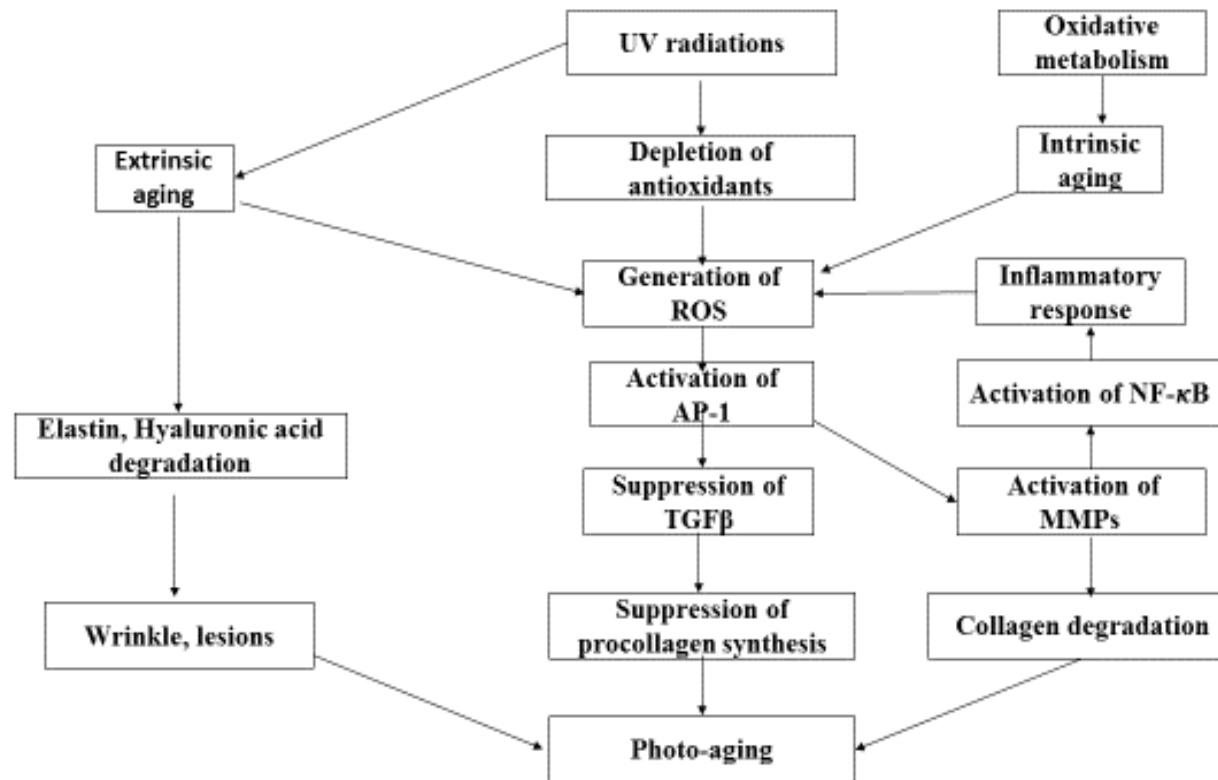 UV radiations
Oxidative
metabolism
Extrinsic
aging
Depletion of
antioxidants
Intrinsic
aging
Generation of
ROS
Inflammatory
response
Activation of
AP-1
Activation of NF-κB
Elastin, Hyaluronic acid
degradation
Suppression of
TGFβ
Activation of
MMPs
Wrinkle, lesions
Suppression of
procollagen synthesis
Collagen degradation
Photo-aging